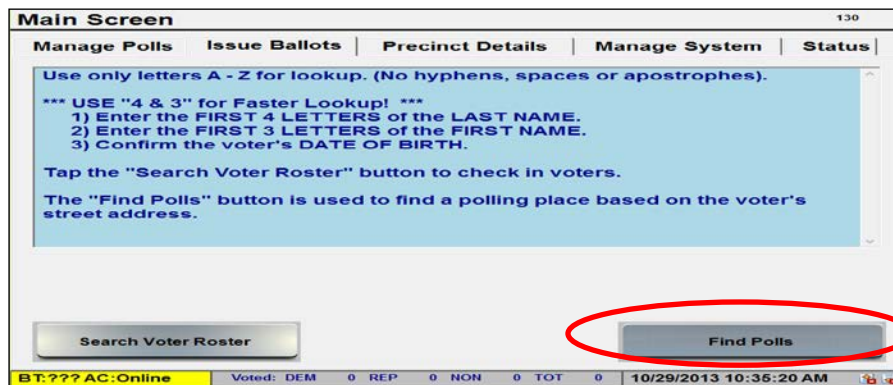 Main Screen 130
Manage Polls Issue Ballots Precinct Details Manage System Status
Use only letters A - Z for lookup. (No hyphens, spaces or apostrophes).
*** USE "4 & 3" for Faster Lookup! ***
1) Enter the FIRST 4 LETTERS of the LAST NAME.
2) Enter the FIRST 3 LETTERS of the FIRST NAME.
3) Confirm the voter's DATE OF BIRTH.
Tap the "Search Voter Roster" button to check in voters.
The "Find Polls" button is used to find a polling place based on the voter's
street address.
Search Voter Roster Find Polls
BT:??? AC:Online Voted: DEM 0 REP 0 NON 0 TOT 0 10/29/2013 10:35:20 AM